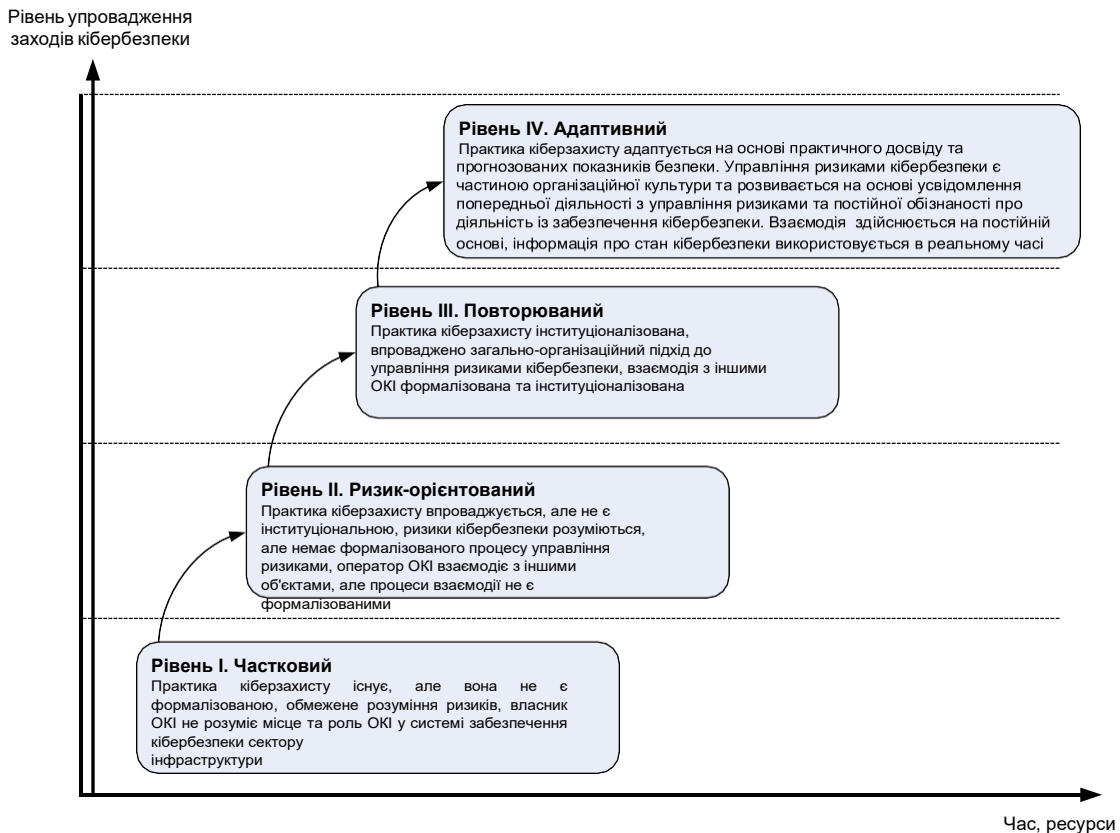 Рівень упровадження
заходів кібербезпеки
Рівень IV. Адаптивний
Практика кіберзахисту адаптується на основі практичного досвіду та
прогнозованих показників безпеки. Управління ризиками кібербезпеки є
частиною організаційної культури та розвивається на основі усвідомлення
попередньої діяльності з управління ризиками та постійної обізнаності про
діяльність із забезпечення кібербезпеки. Взаємодія здійснюється на постійній
основі, інформація про стан кібербезпеки використовується в реальному часі
Рівень III. Повторюваний
Практика кіберзахисту інституціоналізована,
впроваджено загально-організаційний підхід до
управління ризиками кібербезпеки, взаємодія з іншими
ОКІ формалізована та інституціоналізована
Рівень II. Ризик-орієнтований
Практика кіберзахисту впроваджується, але не є
інституціональною, ризики кібербезпеки розуміються,
але немає формалізованого процесу управління
ризиками, оператор ОКІ взаємодіє з іншими
об'єктами, але процеси взаємодії не є
формалізованими
Рівень I. Частковий
Практика кіберзахисту існує, але вона не є
формалізованою, обмежене розуміння ризиків, власник
ОКІ не розуміє місце та роль ОКІ у системі забезпечення
кібербезпеки сектору
інфраструктури
Час, ресурси